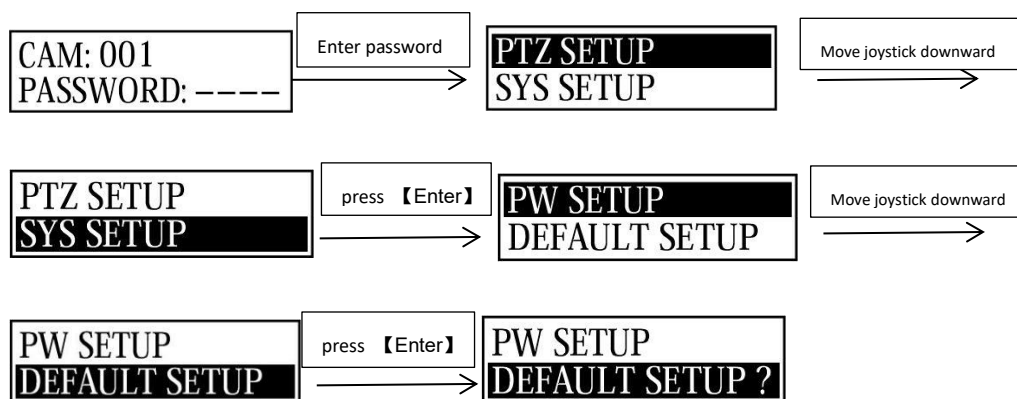 CAM: 001
PASSWORD: ----
Enter password
PTZ SETUP
SYS SETUP
Move joystick downward
PTZ SETUP
SYS SETUP
press 【Enter】
PW SETUP
DEFAULT SETUP
Move joystick downward
PW SETUP
DEFAULT SETUP
press 【Enter】
PW SETUP
DEFAULT SETUP ?